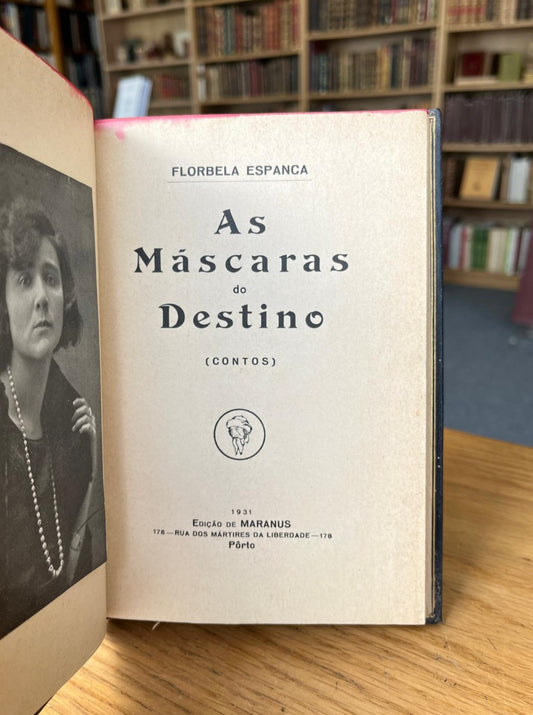 FLORBELA ESPANCA
As
Máscaras
do
Destino
(CONTOS)
1931
EDIÇÃO DE MARANUS
178—RUA DOS MÁRTIRES DA LIBERDADE—178
Pôrto